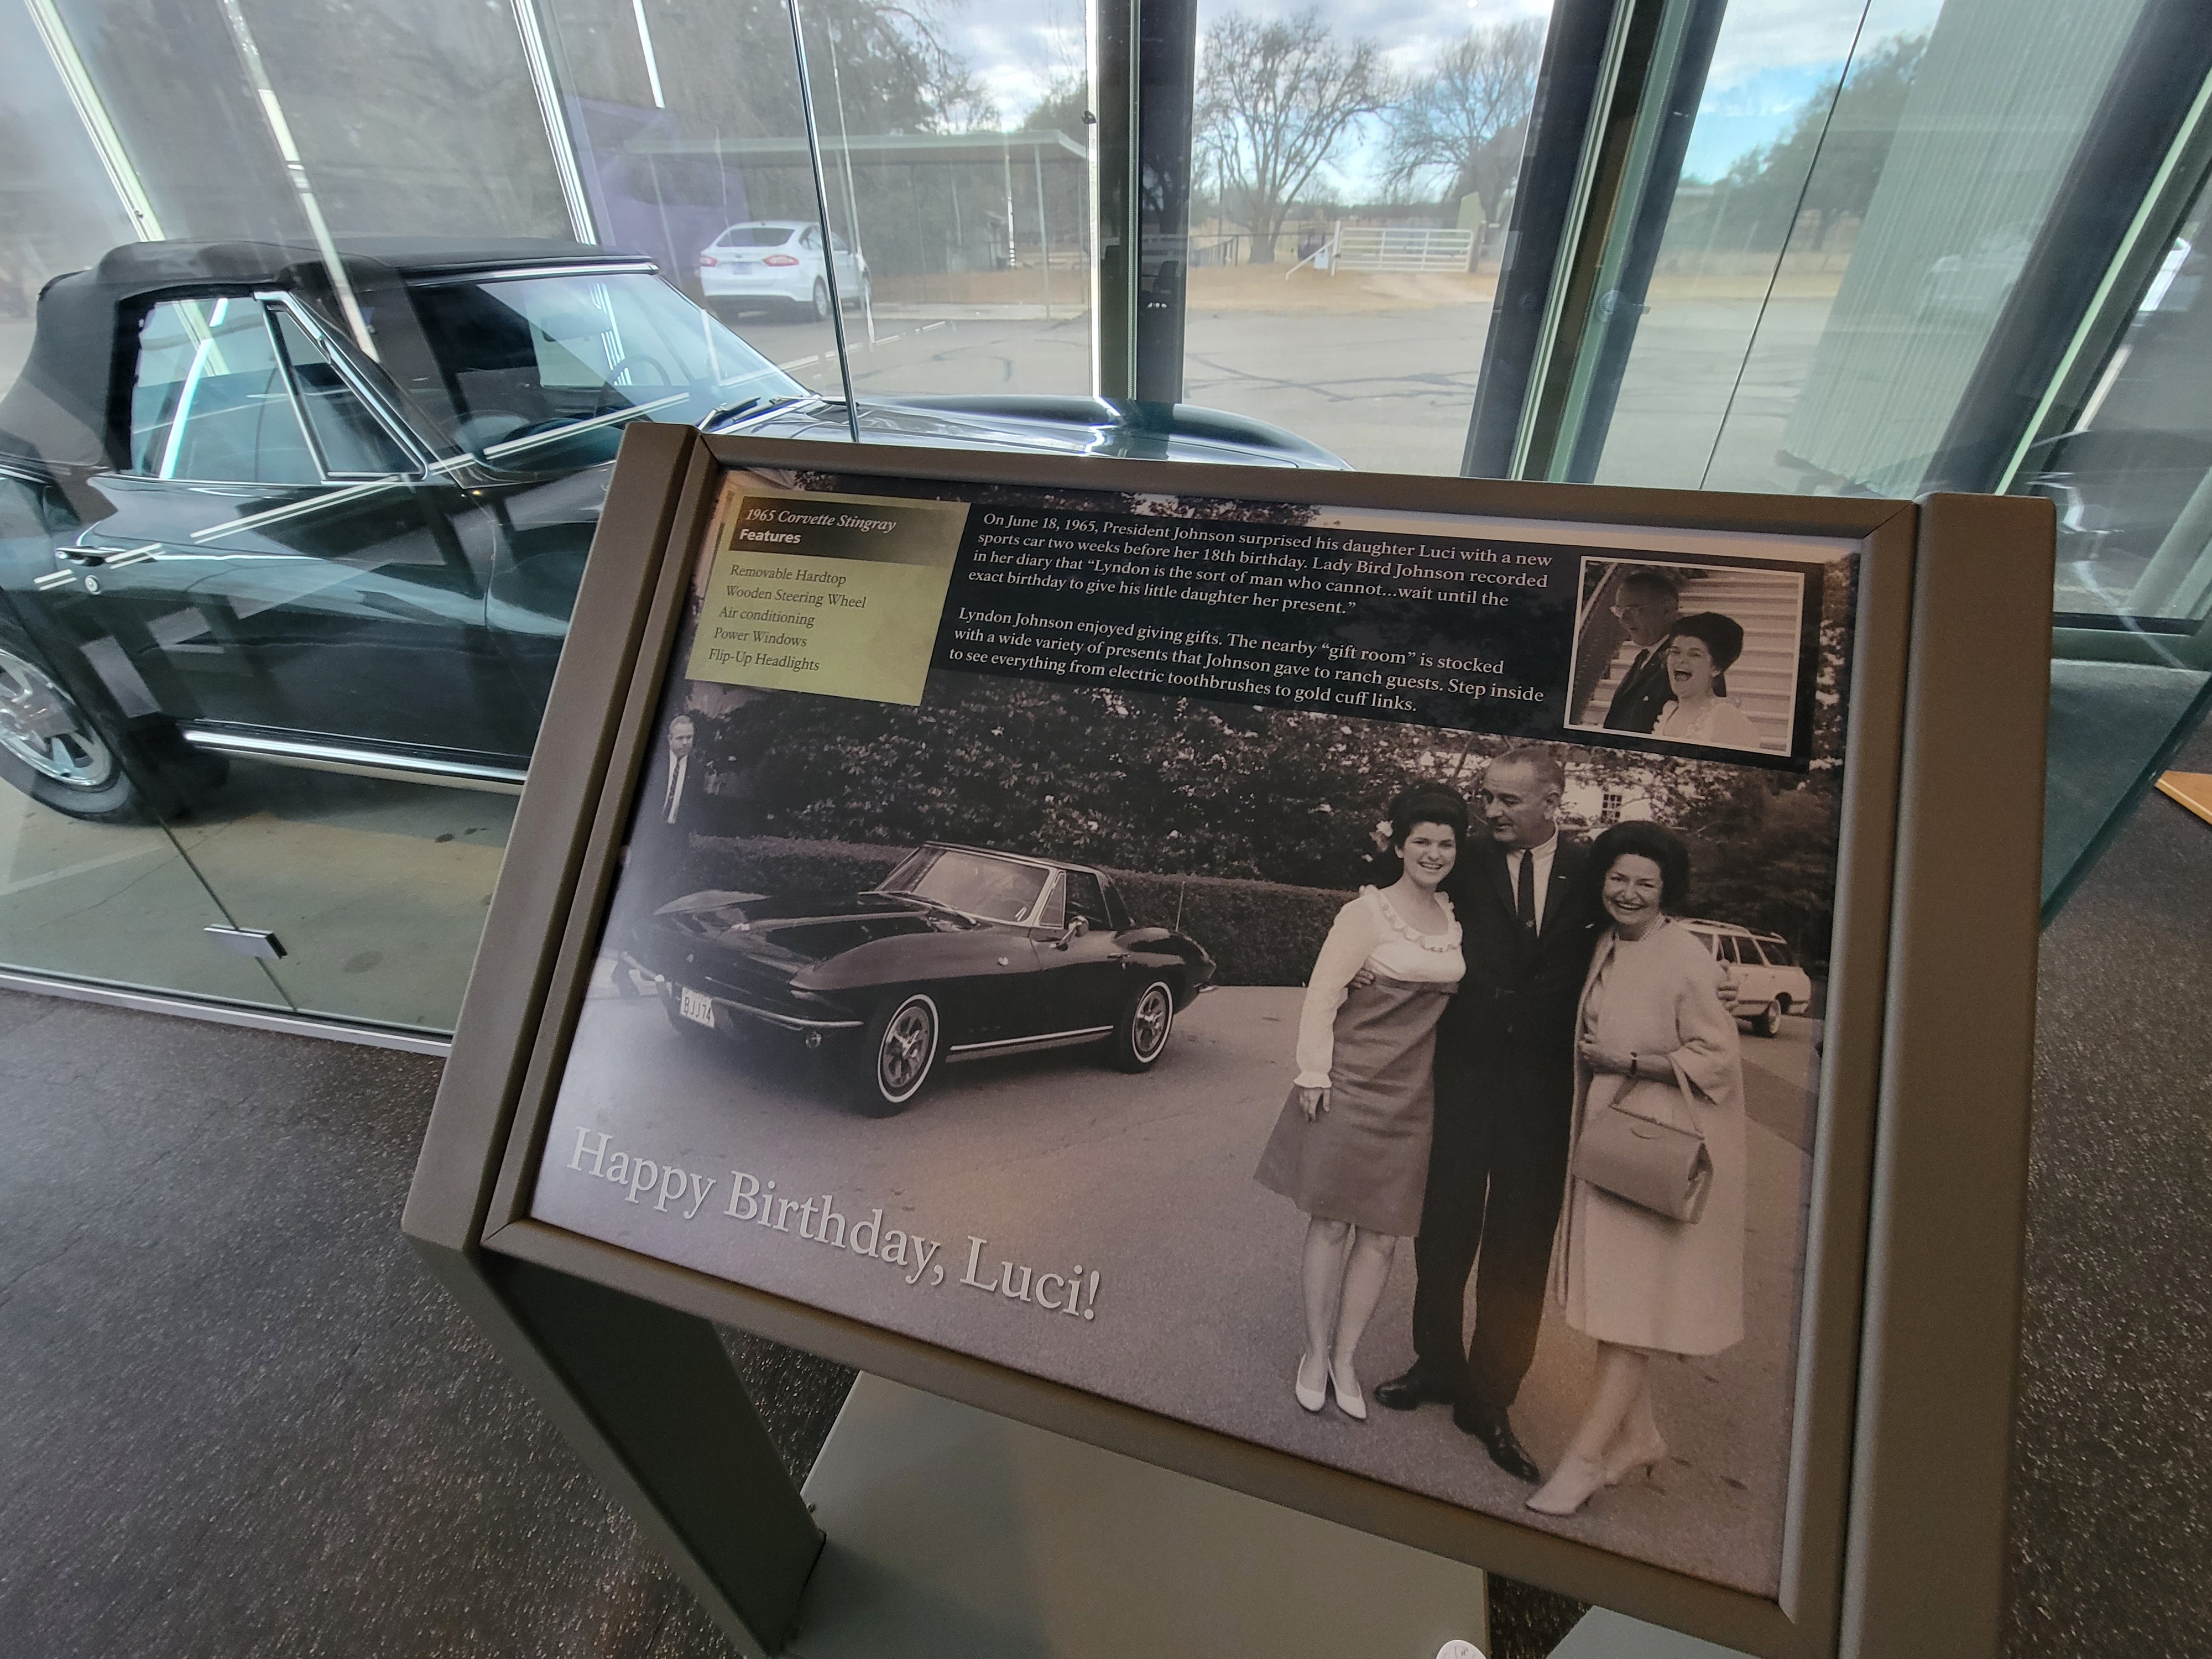 1965 Corvette Stingray
Features
Removable Hardtop
Wooden Steering Wheel
Air conditioning
Power Windows
Flip-Up Headlights
On June 18, 1965, President Johnson surprised his daughter Luci with a new
sports car two weeks before her 18th birthday. Lady Bird Johnson recorded
in her diary that “Lyndon is the sort of man who cannot...wait until the
exact birthday to give his little daughter her present.”
Lyndon Johnson enjoyed giving gifts. The nearby “gift room” is stocked
with a wide variety of presents that Johnson gave to ranch guests. Step inside
to see everything from electric toothbrushes to gold cuff links.
BJJ74
Happy Birthday, Luci!